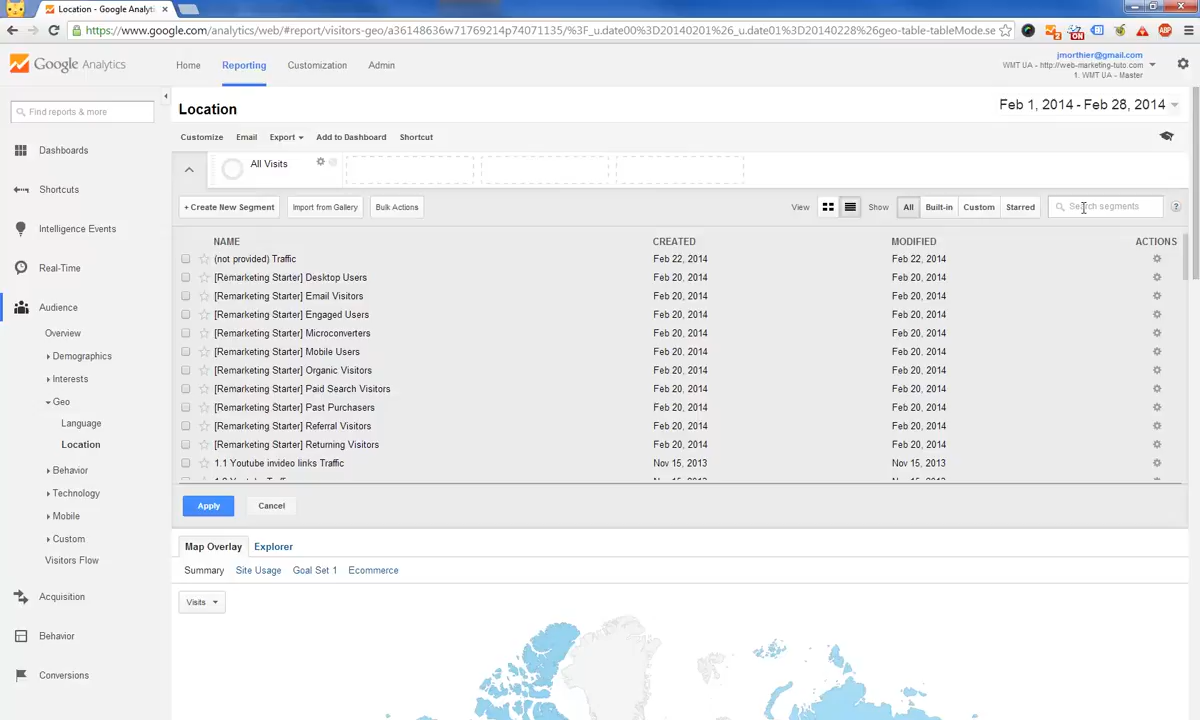 Location - Google Analyti
https://www.google.com/analytics/web/#report/visitors-geo/a36148636w71769214p74071135/%3F_u.date00%3D20140201%26_u.date01%3D20140228%26geo-table-tableMode.se
ON
ABP
Google Analytics
Home
Reporting
Customization
Admin
jmorthier@gmail.com
WMT UA - http://web-marketing-tuto.com
1. WMT UA - Master
Find reports & more
Location
Feb 1, 2014 - Feb 28, 2014
Customize
Email
Export
Add to Dashboard
Shortcut
All Visits
+ Create New Segment
Import from Gallery
Bulk Actions
View
Show
All
Built-in
Custom
Starred
Search segments
?
NAME CREATED MODIFIED ACTIONS
(not provided) Traffic Feb 22, 2014 Feb 22, 2014
[Remarketing Starter] Desktop Users Feb 20, 2014 Feb 20, 2014
[Remarketing Starter] Email Visitors Feb 20, 2014 Feb 20, 2014
[Remarketing Starter] Engaged Users Feb 20, 2014 Feb 20, 2014
[Remarketing Starter] Microconverters Feb 20, 2014 Feb 20, 2014
[Remarketing Starter] Mobile Users Feb 20, 2014 Feb 20, 2014
[Remarketing Starter] Organic Visitors Feb 20, 2014 Feb 20, 2014
[Remarketing Starter] Paid Search Visitors Feb 20, 2014 Feb 20, 2014
[Remarketing Starter] Past Purchasers Feb 20, 2014 Feb 20, 2014
[Remarketing Starter] Referral Visitors Feb 20, 2014 Feb 20, 2014
[Remarketing Starter] Returning Visitors Feb 20, 2014 Feb 20, 2014
1.1 Youtube invideo links Traffic Nov 15, 2013 Nov 15, 2013
Apply
Cancel
Map Overlay
Explorer
Summary
Site Usage
Goal Set 1
Ecommerce
Visits
Dashboards
Shortcuts
Intelligence Events
Real-Time
Audience
Overview
Demographics
Interests
Geo
Language
Location
Behavior
Technology
Mobile
Custom
Visitors Flow
Acquisition
Behavior
Conversions